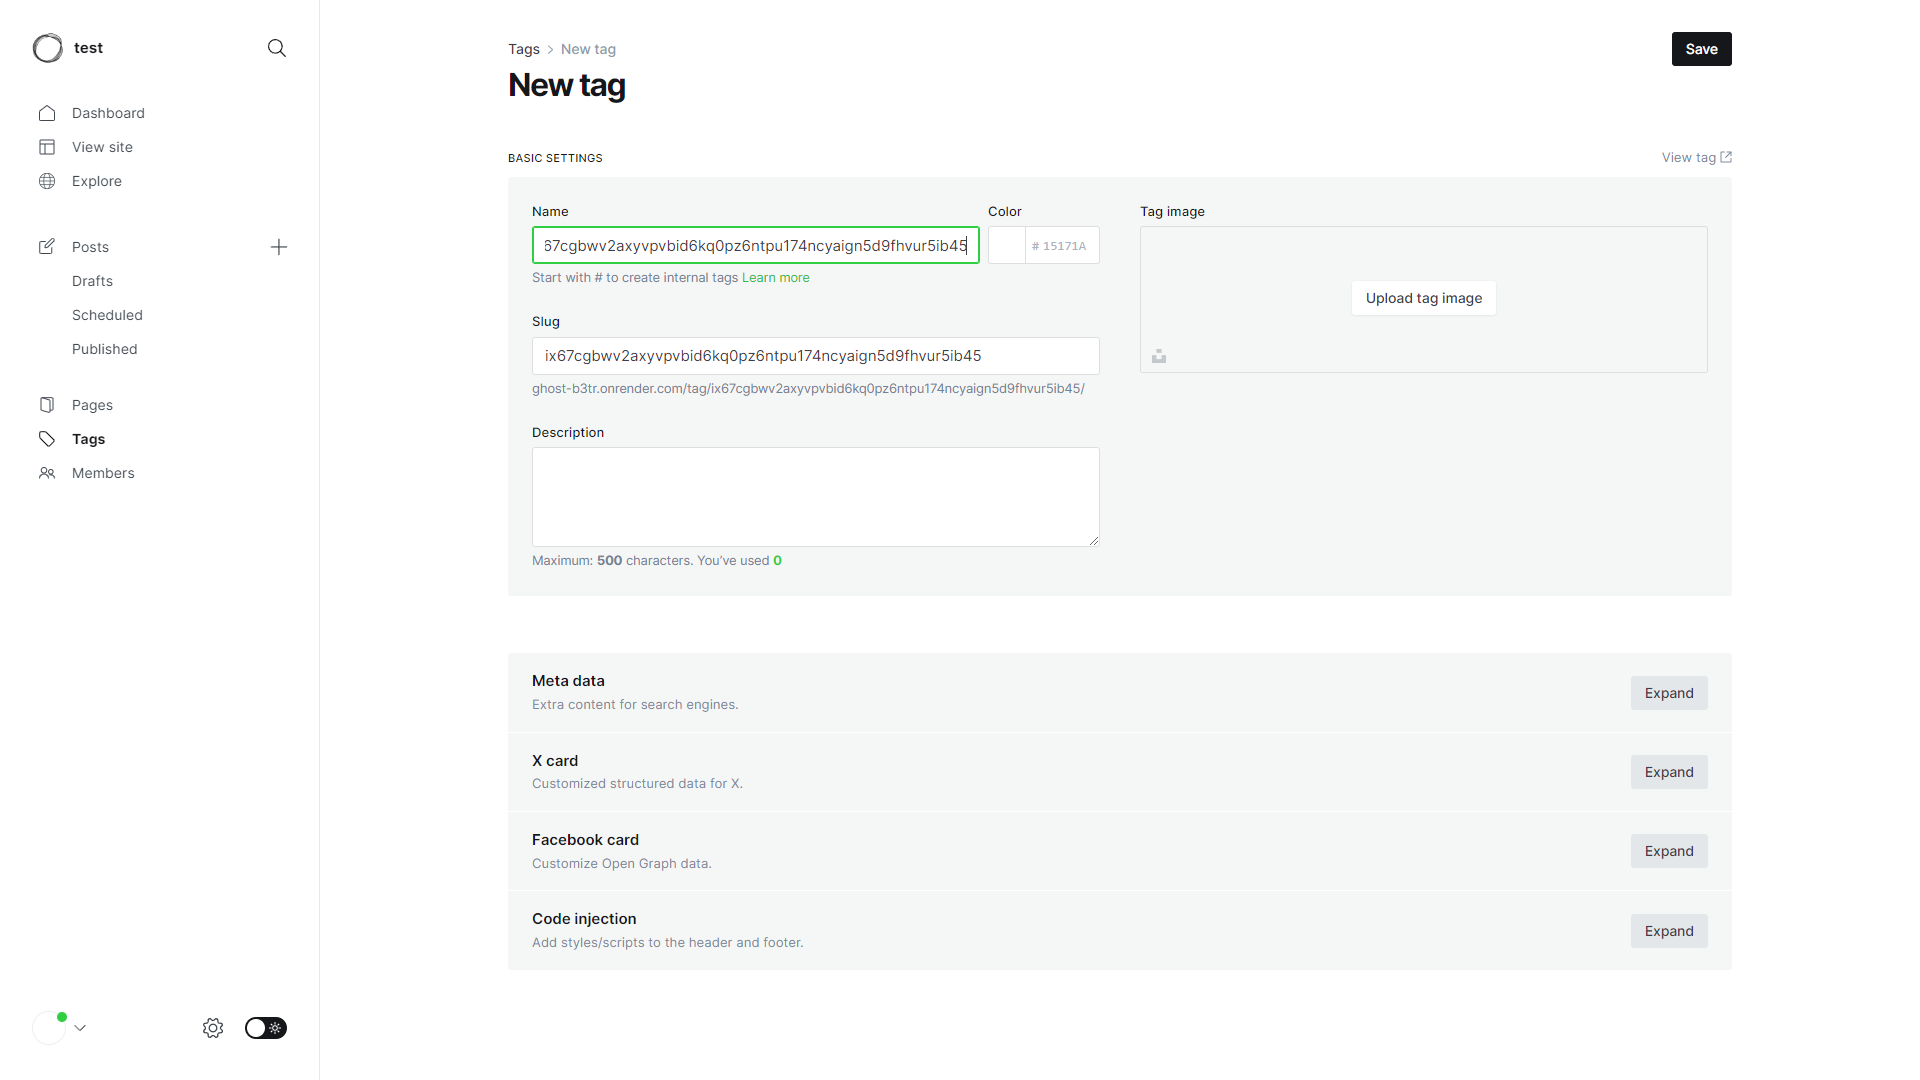 test
Dashboard
View site
Explore
Posts
Drafts
Scheduled
Published
Pages
Tags
Members
Tags > New tag
Save
New tag
BASIC SETTINGS
View tag
Name
67cgbwv2axyvpvbid6kq0pz6ntpu174ncyaign5d9fhvur5ib45
Start with # to create internal tags Learn more
Color
# 15171A
Tag image
Upload tag image
Slug
ix67cgbwv2axyvpvbid6kq0pz6ntpu174ncyaign5d9fhvur5ib45
ghost-b3tr.onrender.com/tag/ix67cgbwv2axyvpvbid6kq0pz6ntpu174ncyaign5d9fhvur5ib45/
Description
Maximum: 500 characters. You’ve used 0
Meta data
Extra content for search engines.
Expand
X card
Customized structured data for X.
Expand
Facebook card
Customize Open Graph data.
Expand
Code injection
Add styles/scripts to the header and footer.
Expand